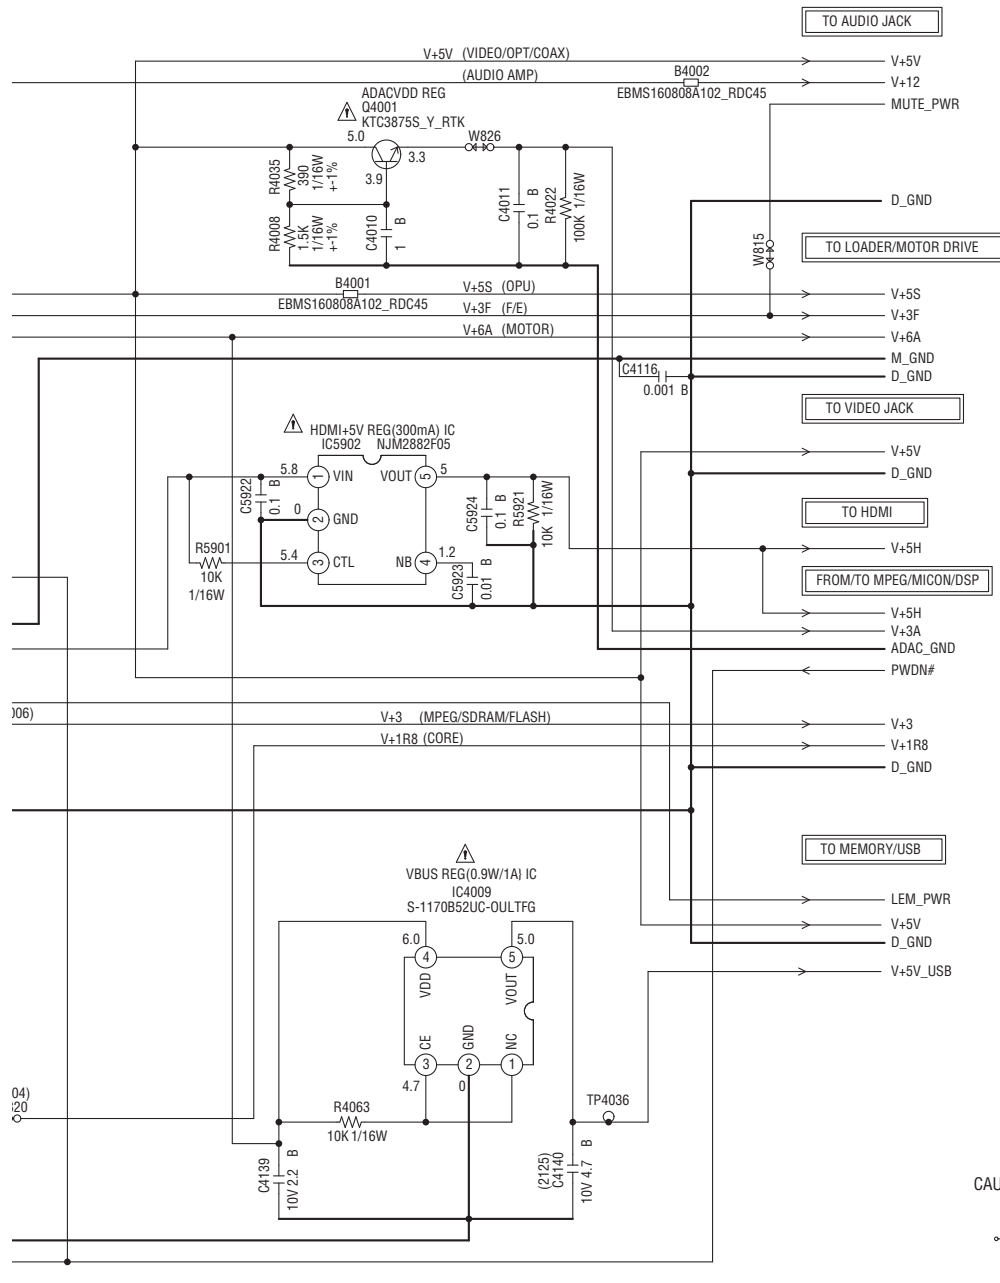 TO AUDIO JACK
V+5V (VIDEO/OPT/COAX)
V+5V
(AUDIO AMP)
B4002
EBMS160808A102_RDC45
V+12
MUTE_PWR
ADACVDD REG
Q4001
KTC3875S_Y_RTK
5.0
3.3
3.9
W826
R4035
390
1/16W
+-1%
R4008
1.5K
1/16W
+-1%
C4010
1
B
C4011
0.1 B
R4022
100K 1/16W
D_GND
W815
TO LOADER/MOTOR DRIVE
B4001
EBMS160808A102_RDC45
V+5S (OPU)
V+5S
V+3F (F/E)
V+3F
V+6A (MOTOR)
V+6A
M_GND
C4116
0.001 B
D_GND
TO VIDEO JACK
HDMI+5V REG(300mA) IC
IC5902 NJM2882F05
V+5V
5.8
1
VIN
VOUT
5
5
D_GND
C5922
0.1 B
0
2
GND
C5924
0.1 B
R5921
10K 1/16W
TO HDMI
R5901
10K
1/16W
5.4
3
CTL
NB
4
1.2
C5923
0.01 B
V+5H
FROM/TO MPEG/MICON/DSP
V+5H
V+3A
ADAC_GND
PWDN#
006)
V+3 (MPEG/SDRAM/FLASH)
V+3
V+1R8 (CORE)
V+1R8
D_GND
TO MEMORY/USB
VBUS REG(0.9W/1A) IC
IC4009
S-1170B52UC-OULTFG
LEM_PWR
V+5V
D_GND
6.0
4
VDD
5.0
5
VOUT
V+5V_USB
CE
GND
NC
3
2
1
4.7
0
04)
320
R4063
10K 1/16W
TP4036
C4139
10V 2.2 B
(2125)
C4140
10V 4.7 B
CAU